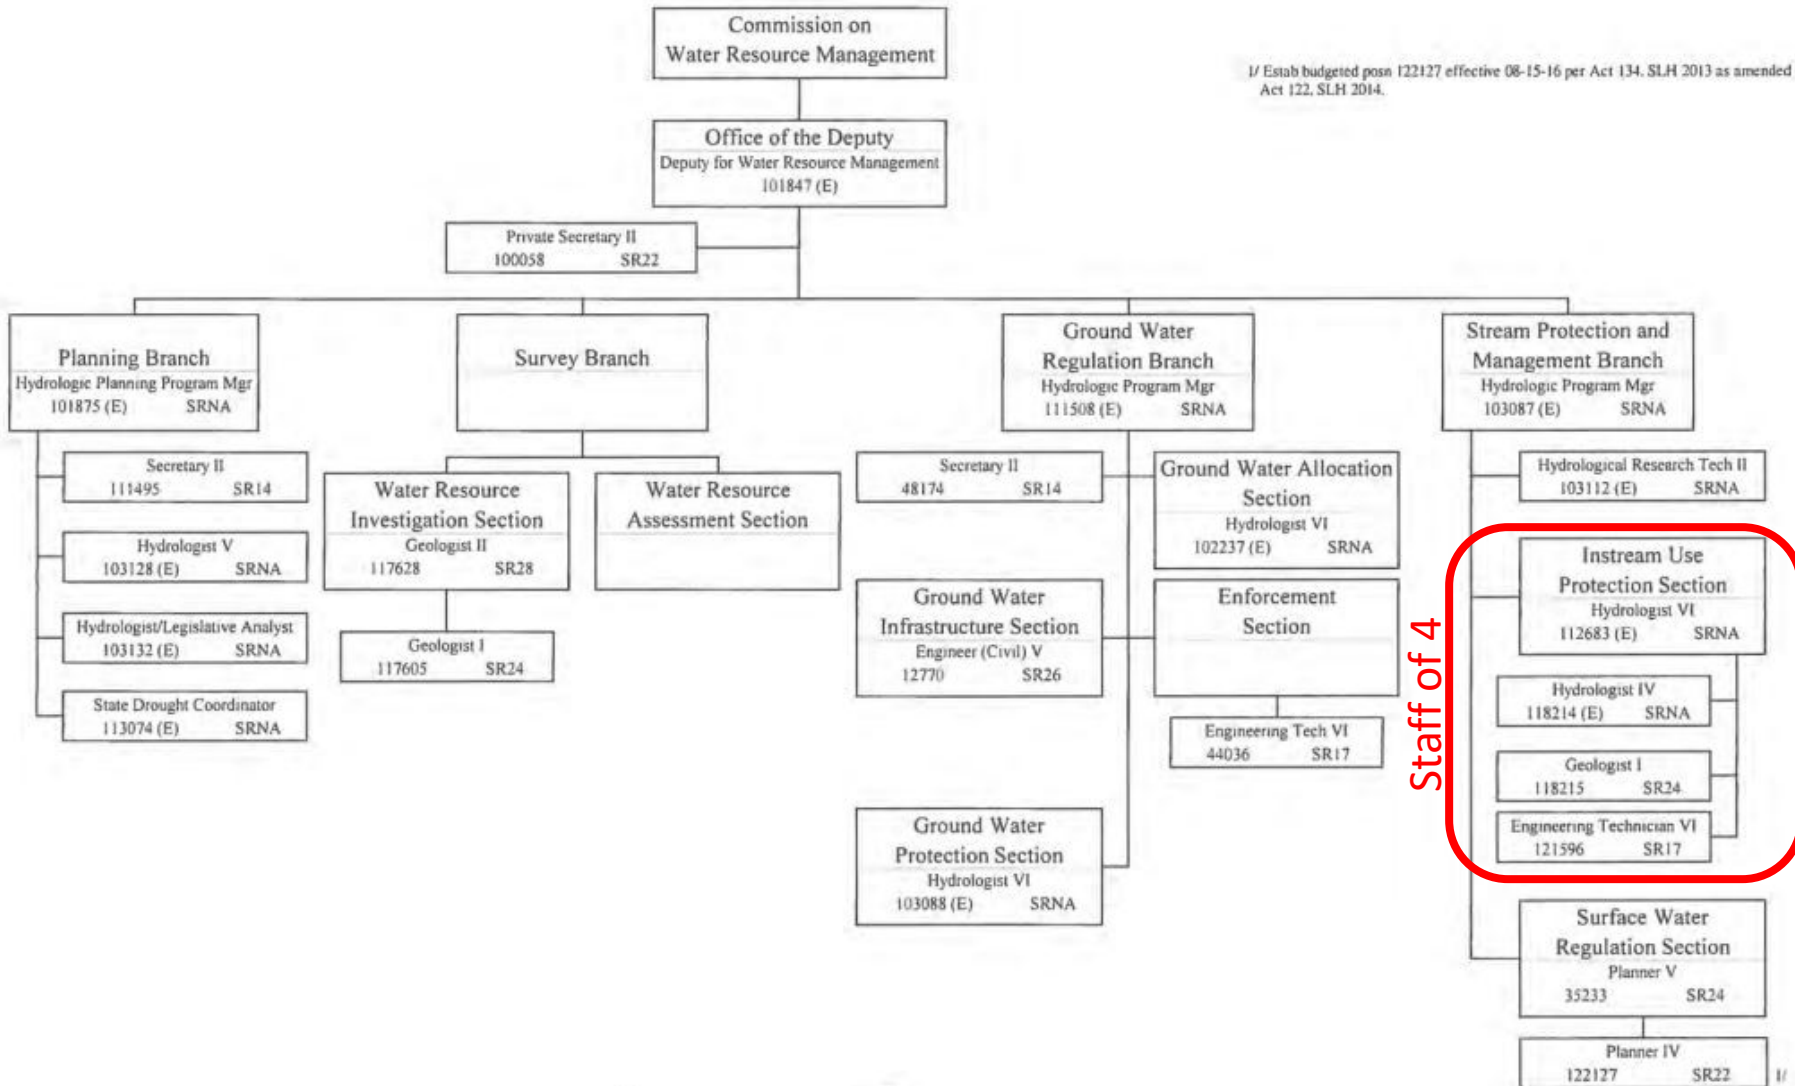 Commission on
Water Resource Management
1/ Estab budgeted posn 122127 effective 08-15-16 per Act 134, SLH 2013 as amended
Act 122, SLH 2014.
Office of the Deputy
Deputy for Water Resource Management
101847 (E)
Private Secretary II
100058 SR22
Planning Branch
Hydrologic Planning Program Mgr
101875 (E) SRNA
Secretary II
111495 SR14
Hydrologist V
103128 (E) SRNA
Hydrologist/Legislative Analyst
103132 (E) SRNA
State Drought Coordinator
113074 (E) SRNA
Survey Branch
Water Resource
Investigation Section
Geologist II
117628 SR28
Geologist I
117605 SR24
Water Resource
Assessment Section
Ground Water
Regulation Branch
Hydrologic Program Mgr
111508 (E) SRNA
Secretary II
48174 SR14
Ground Water Allocation
Section
Hydrologist VI
102237 (E) SRNA
Ground Water
Infrastructure Section
Engineer (Civil) V
12770 SR26
Enforcement
Section
Engineering Tech VI
44036 SR17
Ground Water
Protection Section
Hydrologist VI
103088 (E) SRNA
Stream Protection and
Management Branch
Hydrologic Program Mgr
103087 (E) SRNA
Hydrological Research Tech II
103112 (E) SRNA
Staff of 4
Instream Use
Protection Section
Hydrologist VI
112683 (E) SRNA
Hydrologist IV
118214 (E) SRNA
Geologist I
118215 SR24
Engineering Technician VI
121596 SR17
Surface Water
Regulation Section
Planner V
35233 SR24
Planner IV
122127 SR22 1/